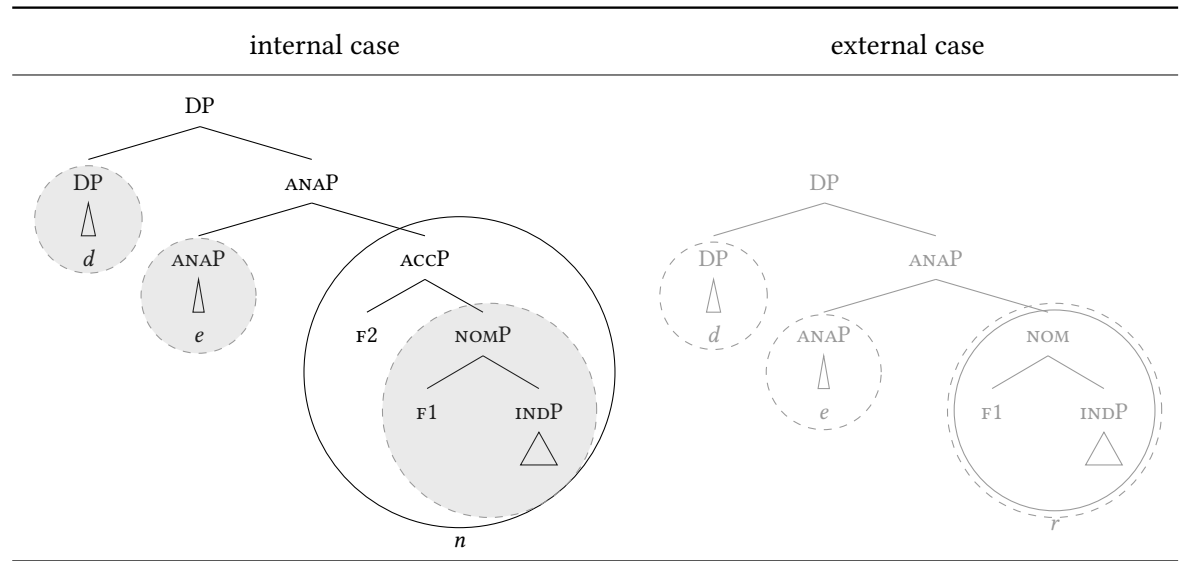 internal case external case
DP
DP ANAP DP
d ANAP ACCP DP ANAP
e F2 NOMP d ANAP NOM
F1 INDP e F1 INDP
n r